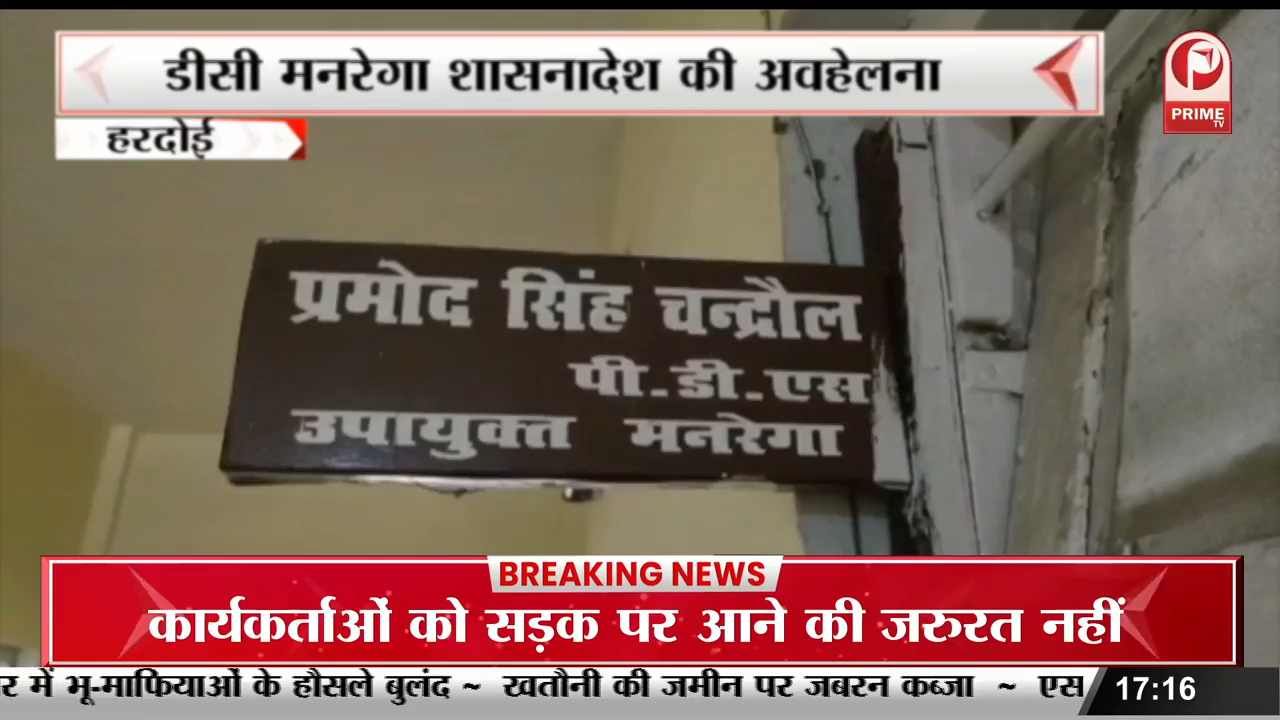 डीसी मनरेगा शासनादेश की अवहेलना
PRIME
TV
हरदोई
प्रमोद सिंह चन्द्रौल
पी.डी.एस
उपायुक्त मनरेगा
BREAKING NEWS
कार्यकर्ताओं को सड़क पर आने की जरुरत नहीं
र में भू-माफियाओं के हौसले बुलंद ~ खतौनी की जमीन पर जबरन कब्जा ~ एस
17:16